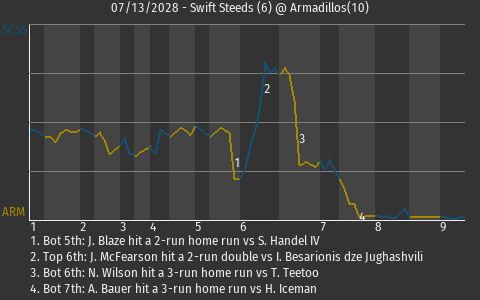 07/13/2028 - Swift Steeds (6) @ Armadillos(10)
SCSS
2
1
3
4
ARM
1 2 3 4 5 6 7 8 9
1. Bot 5th: J. Blaze hit a 2-run home run vs S. Handel IV
2. Top 6th: J. McFearson hit a 2-run double vs I. Besarionis dze Jughashvili
3. Bot 6th: N. Wilson hit a 3-run home run vs T. Teetoo
4. Bot 7th: A. Bauer hit a 3-run home run vs H. Iceman